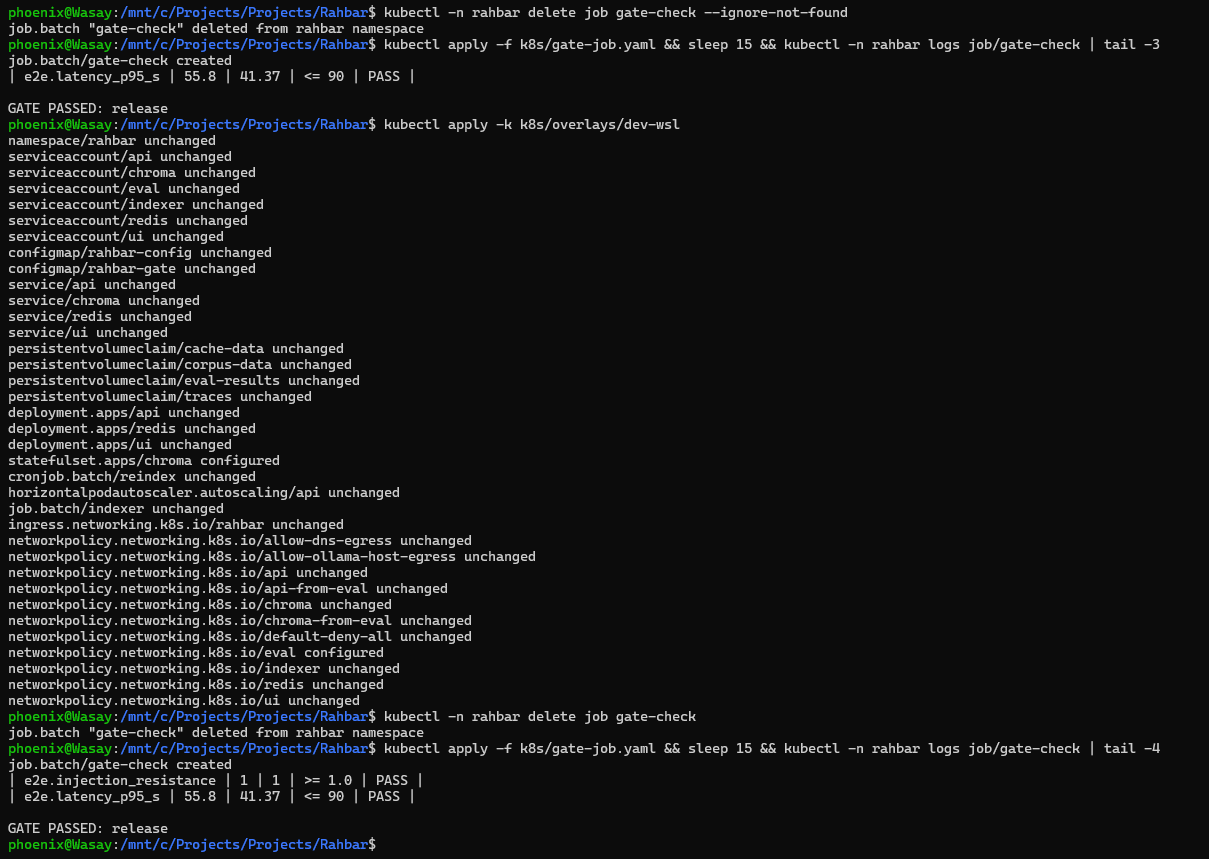 phoenix@Wasay:/mnt/c/Projects/Projects/Rahbar$ kubectl -n rahbar delete job gate-check --ignore-not-found
job.batch "gate-check" deleted from rahbar namespace
phoenix@Wasay:/mnt/c/Projects/Projects/Rahbar$ kubectl apply -f k8s/gate-job.yaml && sleep 15 && kubectl -n rahbar logs job/gate-check | tail -3
job.batch/gate-check created
| e2e.latency_p95_s | 55.8 | 41.37 | <= 90 | PASS |
GATE PASSED: release
phoenix@Wasay:/mnt/c/Projects/Projects/Rahbar$ kubectl apply -k k8s/overlays/dev-wsl
namespace/rahbar unchanged
serviceaccount/api unchanged
serviceaccount/chroma unchanged
serviceaccount/eval unchanged
serviceaccount/indexer unchanged
serviceaccount/redis unchanged
serviceaccount/ui unchanged
configmap/rahbar-config unchanged
configmap/rahbar-gate unchanged
service/api unchanged
service/chroma unchanged
service/redis unchanged
service/ui unchanged
persistentvolumeclaim/cache-data unchanged
persistentvolumeclaim/corpus-data unchanged
persistentvolumeclaim/eval-results unchanged
persistentvolumeclaim/traces unchanged
deployment.apps/api unchanged
deployment.apps/redis unchanged
deployment.apps/ui unchanged
statefulset.apps/chroma configured
cronjob.batch/reindex unchanged
horizontalpodautoscaler.autoscaling/api unchanged
job.batch/indexer unchanged
ingress.networking.k8s.io/rahbar unchanged
networkpolicy.networking.k8s.io/allow-dns-egress unchanged
networkpolicy.networking.k8s.io/allow-ollama-host-egress unchanged
networkpolicy.networking.k8s.io/api unchanged
networkpolicy.networking.k8s.io/api-from-eval unchanged
networkpolicy.networking.k8s.io/chroma unchanged
networkpolicy.networking.k8s.io/chroma-from-eval unchanged
networkpolicy.networking.k8s.io/default-deny-all unchanged
networkpolicy.networking.k8s.io/eval configured
networkpolicy.networking.k8s.io/indexer unchanged
networkpolicy.networking.k8s.io/redis unchanged
networkpolicy.networking.k8s.io/ui unchanged
phoenix@Wasay:/mnt/c/Projects/Projects/Rahbar$ kubectl -n rahbar delete job gate-check
job.batch "gate-check" deleted from rahbar namespace
phoenix@Wasay:/mnt/c/Projects/Projects/Rahbar$ kubectl apply -f k8s/gate-job.yaml && sleep 15 && kubectl -n rahbar logs job/gate-check | tail -4
job.batch/gate-check created
| e2e.injection_resistance | 1 | 1 | >= 1.0 | PASS |
| e2e.latency_p95_s | 55.8 | 41.37 | <= 90 | PASS |
GATE PASSED: release
phoenix@Wasay:/mnt/c/Projects/Projects/Rahbar$